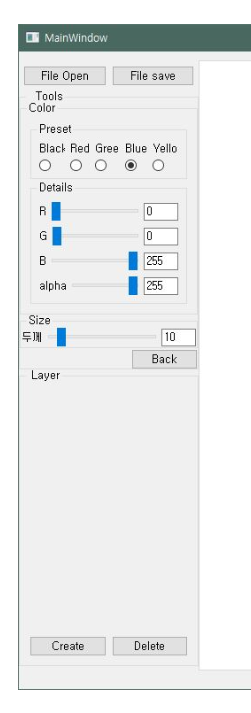 MainWindow
File Open File save
Tools
Color
Preset
Black Red Gree Blue Yello
Details
R 0
G 0
B 255
alpha 255
Size
두께 10
Back
Layer
Create Delete